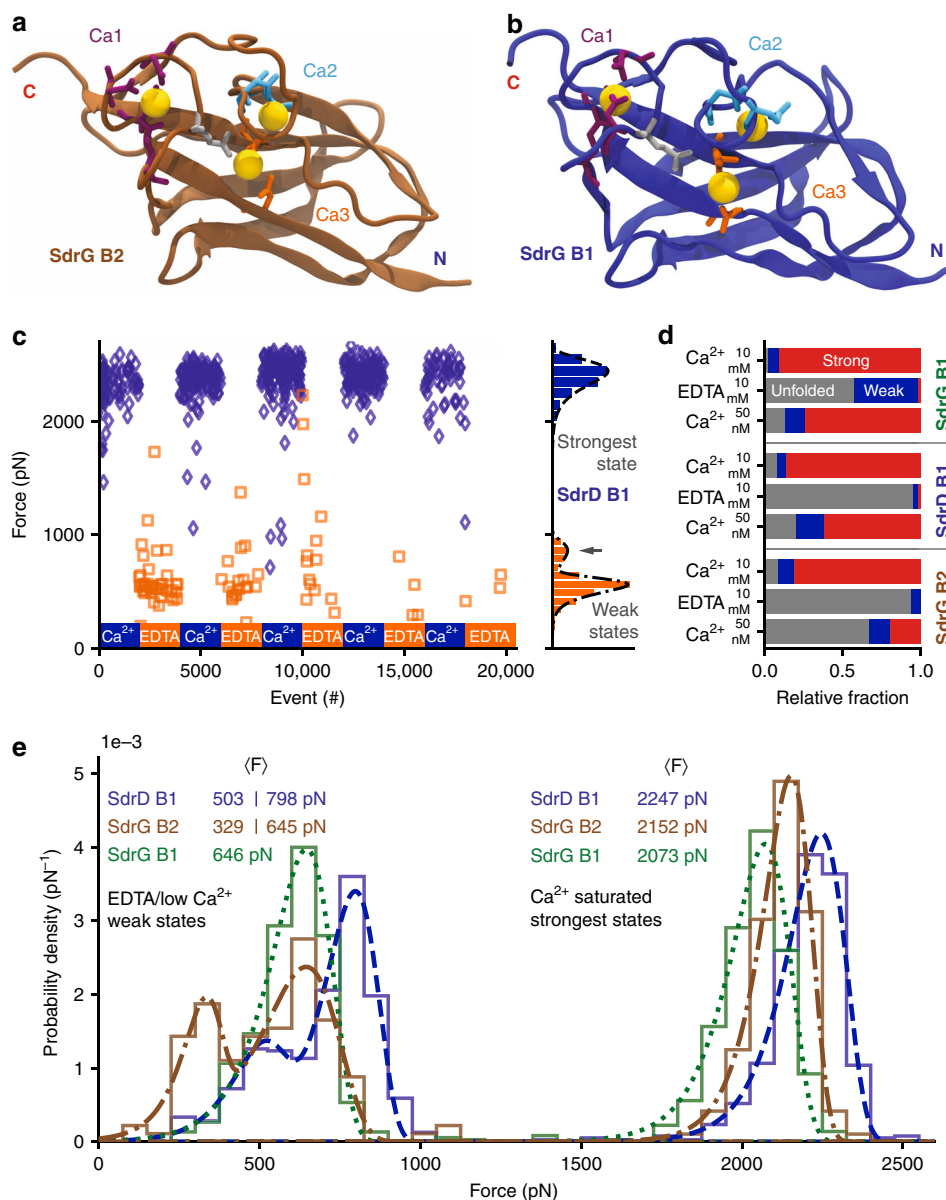 a
Ca1
Ca2
C
Ca3
SdrG B2
N
b
Ca1
Ca2
C
Ca3
SdrG B1
N
c
Force (pN)
2000
1000
0
Ca2+ EDTA Ca2+ EDTA Ca2+ EDTA Ca2+ EDTA Ca2+ EDTA
0 5000 10,000 15,000 20,000
Event (#)
Strongest
state
SdrD B1
Weak
states
d
Ca2+ 10 mM Strong
EDTA 10 mM Unfolded Weak
Ca2+ 50 nM
SdrG B1
Ca2+ 10 mM
EDTA 10 mM
Ca2+ 50 nM
SdrD B1
Ca2+ 10 mM
EDTA 10 mM
Ca2+ 50 nM
SdrG B2
0.0 0.5 1.0
Relative fraction
e
1e–3
Probability density (pN−1)
5
4
3
2
1
0
⟨F⟩
SdrD B1 503 | 798 pN
SdrG B2 329 | 645 pN
SdrG B1 646 pN
EDTA/low Ca2+
weak states
⟨F⟩
SdrD B1 2247 pN
SdrG B2 2152 pN
SdrG B1 2073 pN
Ca2+ saturated
strongest states
0 500 1000 1500 2000 2500
Force (pN)